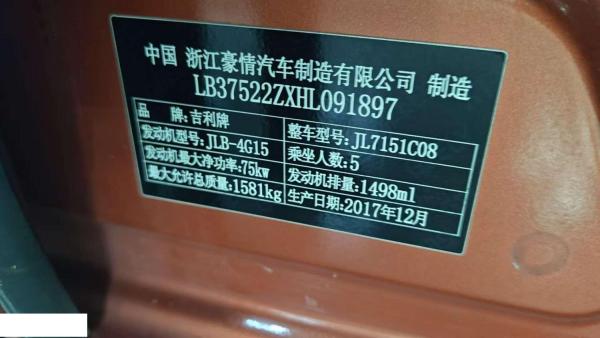 中国 浙江豪情汽车制造有限公司 制造
LB37522ZXHL091897
品 牌:吉利牌
发动机型号:JLB-4G15 整车型号:JL7151C08
发动机最大净功率:75kw 乘坐人数:5
最大允许总质量:1581kg 发动机排量:1498ml
生产日期:2017年12月